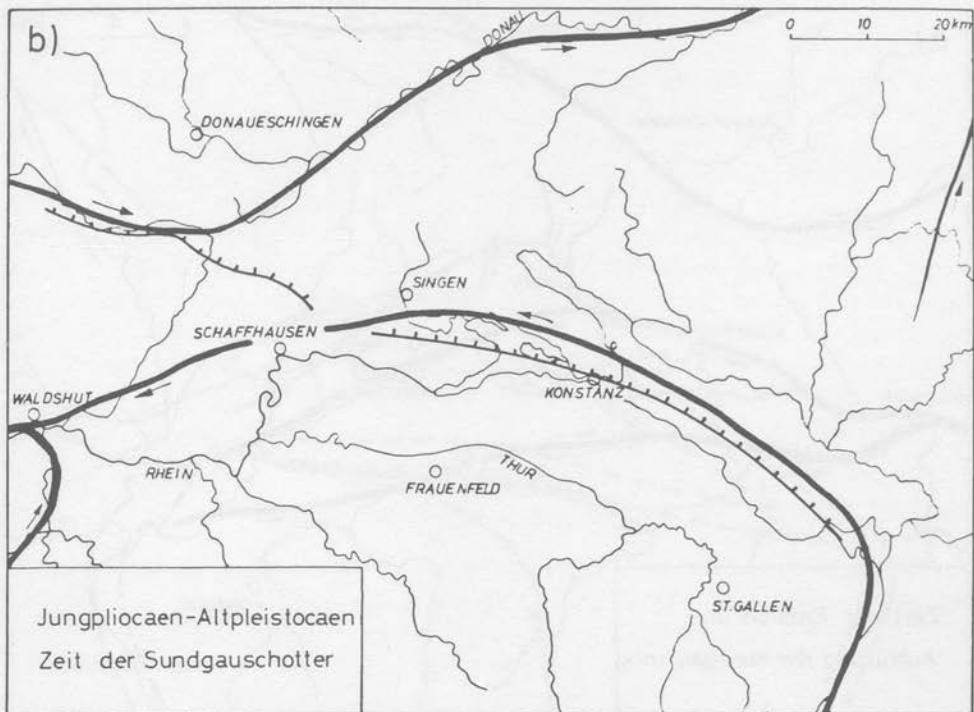 b)
DONAU
0 10 20 km
DONAUESCHINGEN
SINGEN
SCHAFFHAUSEN
WALDSHUT
KONSTANZ
RHEIN
THUR
FRAUENFELD
ST.GALLEN
Jungpliocaen-Altpleistocaen
Zeit der Sundgauschotter